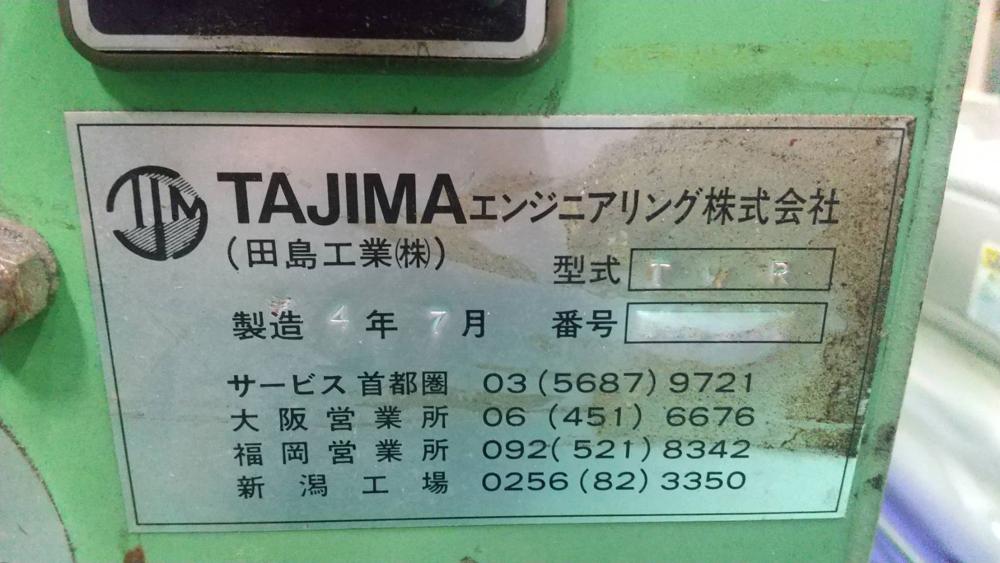 TJM TAJIMAエンジニアリング株式会社
(田島工業㈱)
型式 T R
製造 4年 7月 番号
サービス首都圏 03(5687)9721
大阪営業所 06(451)6676
福岡営業所 092(521)8342
新潟工場 0256(82)3350